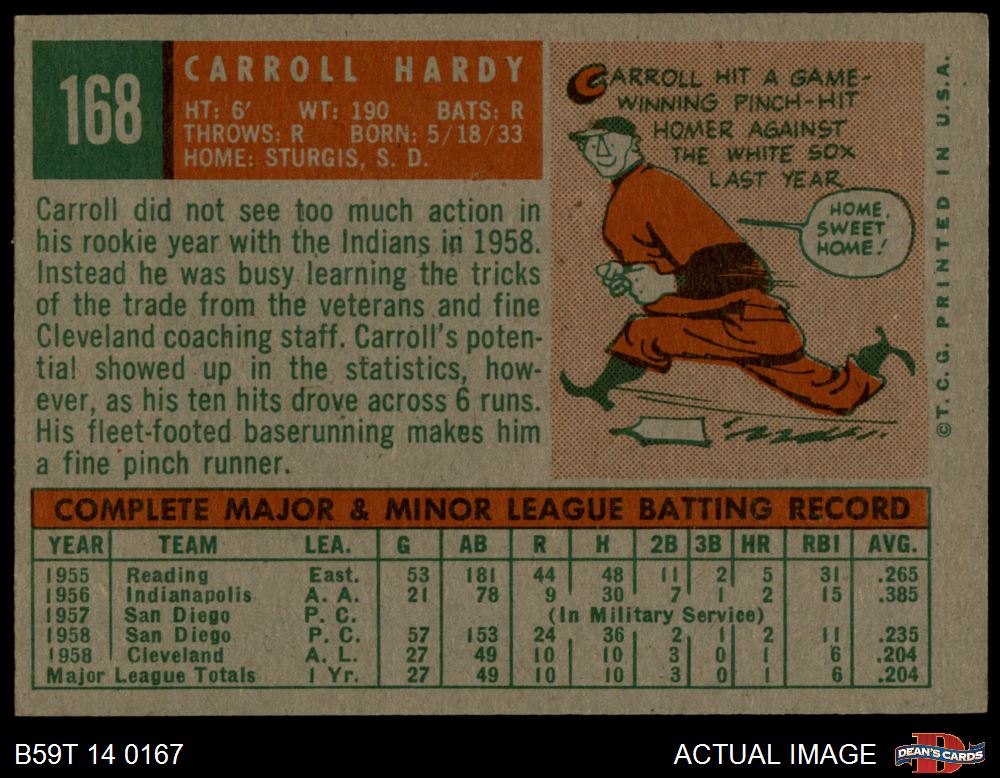 168
CARROLL HARDY
HT: 6' WT: 190 BATS: R
THROWS: R BORN: 5/18/33
HOME: STURGIS, S. D.
Carroll did not see too much action in
his rookie year with the Indians in 1958.
Instead he was busy learning the tricks
of the trade from the veterans and fine
Cleveland coaching staff. Carroll's poten-
tial showed up in the statistics, how-
ever, as his ten hits drove across 6 runs.
His fleet-footed baserunning makes him
a fine pinch runner.
CARROLL HIT A GAME-
WINNING PINCH-HIT
HOMER AGAINST
THE WHITE SOX
LAST YEAR
HOME,
SWEET
HOME!
© T. C. G. PRINTED IN U.S.A.
COMPLETE MAJOR & MINOR LEAGUE BATTING RECORD
YEAR TEAM LEA. G AB R H 2B 3B HR RBI AVG.
1955 Reading East. 53 181 44 48 11 2 5 31 .265
1956 Indianapolis A. A. 21 78 9 30 7 1 2 15 .385
1957 San Diego P. C. (In Military Service)
1958 San Diego P. C. 57 153 24 36 2 1 2 11 .235
1958 Cleveland A. L. 27 49 10 10 3 0 1 6 .204
Major League Totals 1 Yr. 27 49 10 10 3 0 1 6 .204
B59T 14 0167
ACTUAL IMAGE
DEAN'S CARDS